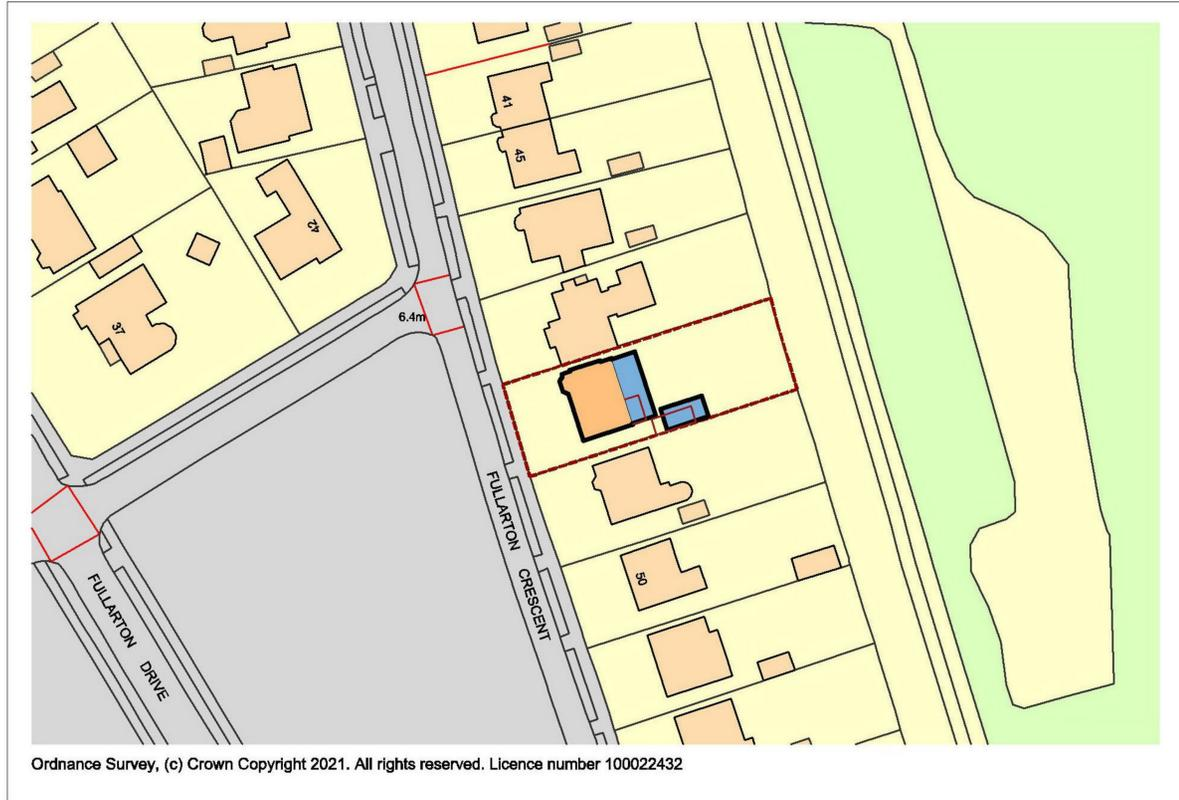 41
45
42
37
6.4m
FULLARTON CRESCENT
50
FULLARTON DRIVE
Ordnance Survey, (c) Crown Copyright 2021. All rights reserved. Licence number 100022432